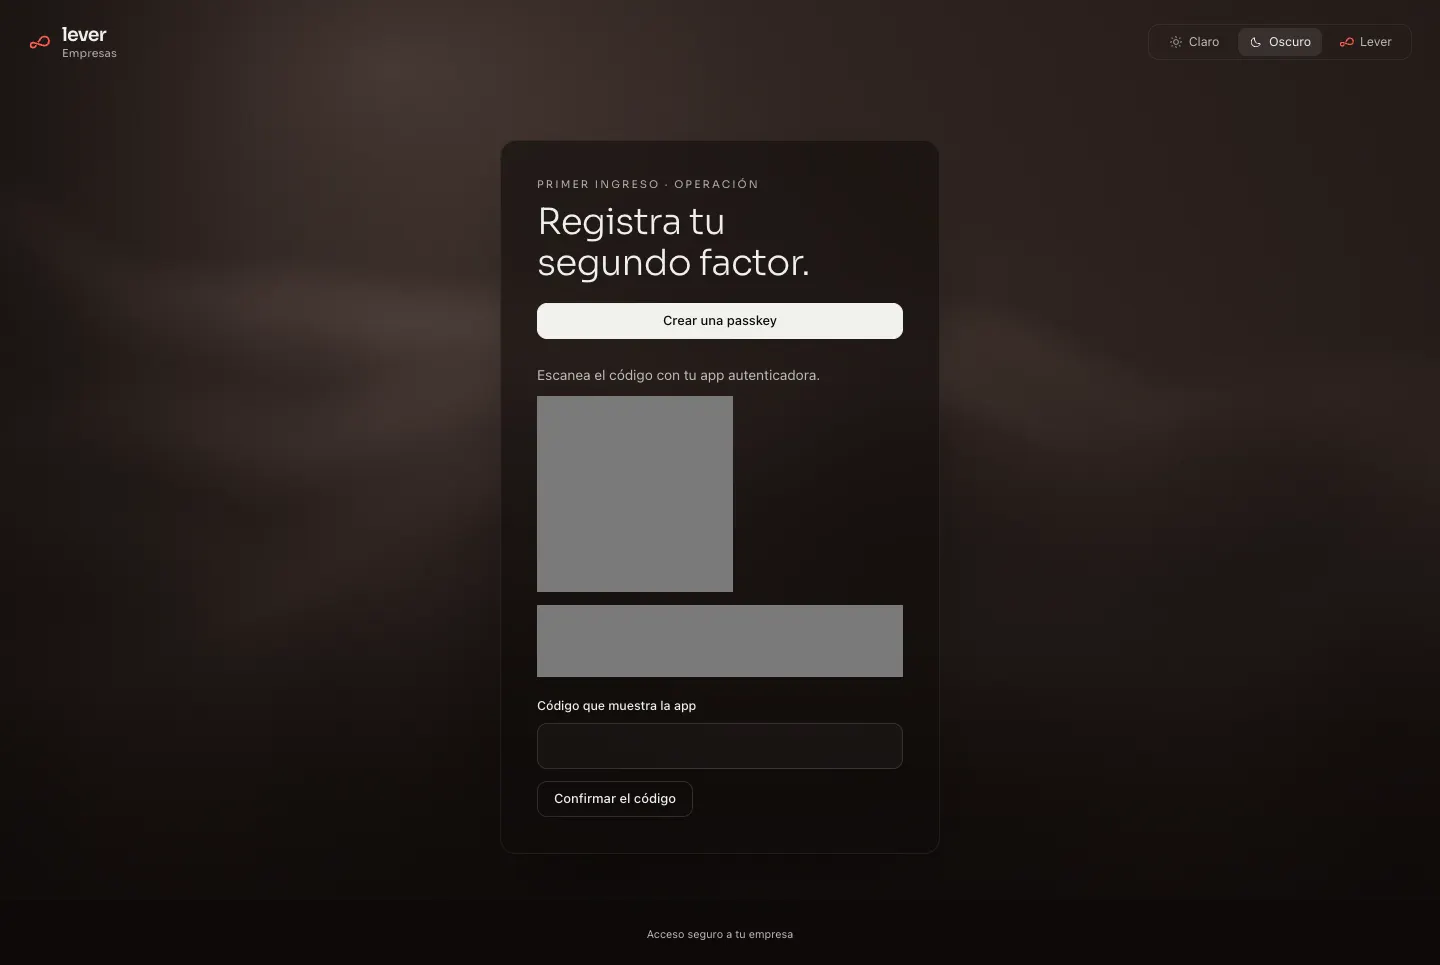 lever
Empresas
Claro
Oscuro
Lever
PRIMER INGRESO · OPERACIÓN
Registra tu
segundo factor.
Crear una passkey
Escanea el código con tu app autenticadora.
Código que muestra la app
Confirmar el código
Acceso seguro a tu empresa